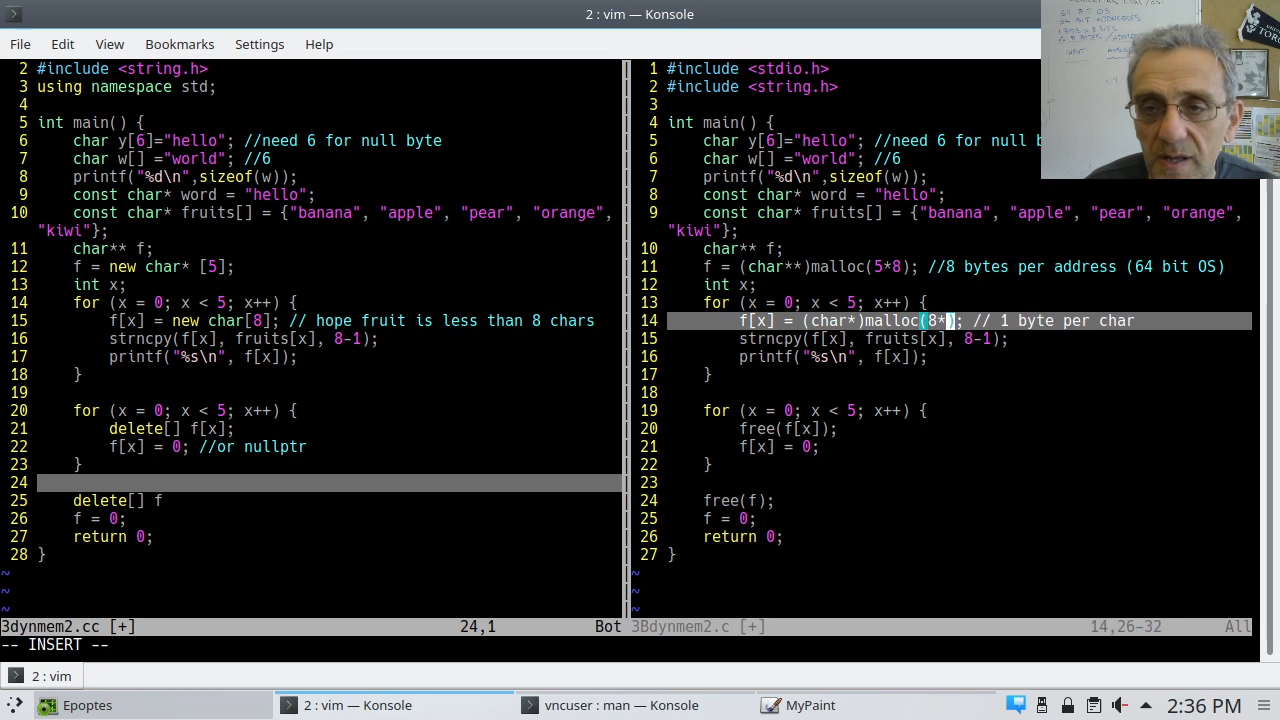 2 : vim — Konsole
File Edit View Bookmarks Settings Help
2 #include <string.h>
3 using namespace std;
4
5 int main() {
6 char y[6]="hello"; //need 6 for null byte
7 char w[] ="world"; //6
8 printf("%d\n",sizeof(w));
9 const char* word = "hello";
10 const char* fruits[] = {"banana", "apple", "pear", "orange",
"kiwi"};
11 char** f;
12 f = new char* [5];
13 int x;
14 for (x = 0; x < 5; x++) {
15 f[x] = new char[8]; // hope fruit is less than 8 chars
16 strncpy(f[x], fruits[x], 8-1);
17 printf("%s\n", f[x]);
18 }
19
20 for (x = 0; x < 5; x++) {
21 delete[] f[x];
22 f[x] = 0; //or nullptr
23 }
24
25 delete[] f
26 f = 0;
27 return 0;
28 }
~
~
~
3dynmem2.cc [+] 24,1 Bot
1 #include <stdio.h>
2 #include <string.h>
3
4 int main() {
5 char y[6]="hello"; //need 6 for null b
6 char w[] ="world"; //6
7 printf("%d\n",sizeof(w));
8 const char* word = "hello";
9 const char* fruits[] = {"banana", "apple", "pear", "orange",
"kiwi"};
10 char** f;
11 f = (char**)malloc(5*8); //8 bytes per address (64 bit OS)
12 int x;
13 for (x = 0; x < 5; x++) {
14 f[x] = (char*)malloc(8*); // 1 byte per char
15 strncpy(f[x], fruits[x], 8-1);
16 printf("%s\n", f[x]);
17 }
18
19 for (x = 0; x < 5; x++) {
20 free(f[x]);
21 f[x] = 0;
22 }
23
24 free(f);
25 f = 0;
26 return 0;
27 }
~
~
~
3Bdynmem2.c [+] 14,26-32 All
-- INSERT --
2 : vim
Epoptes 2 : vim — Konsole vncuser : man — Konsole MyPaint 2:36 PM